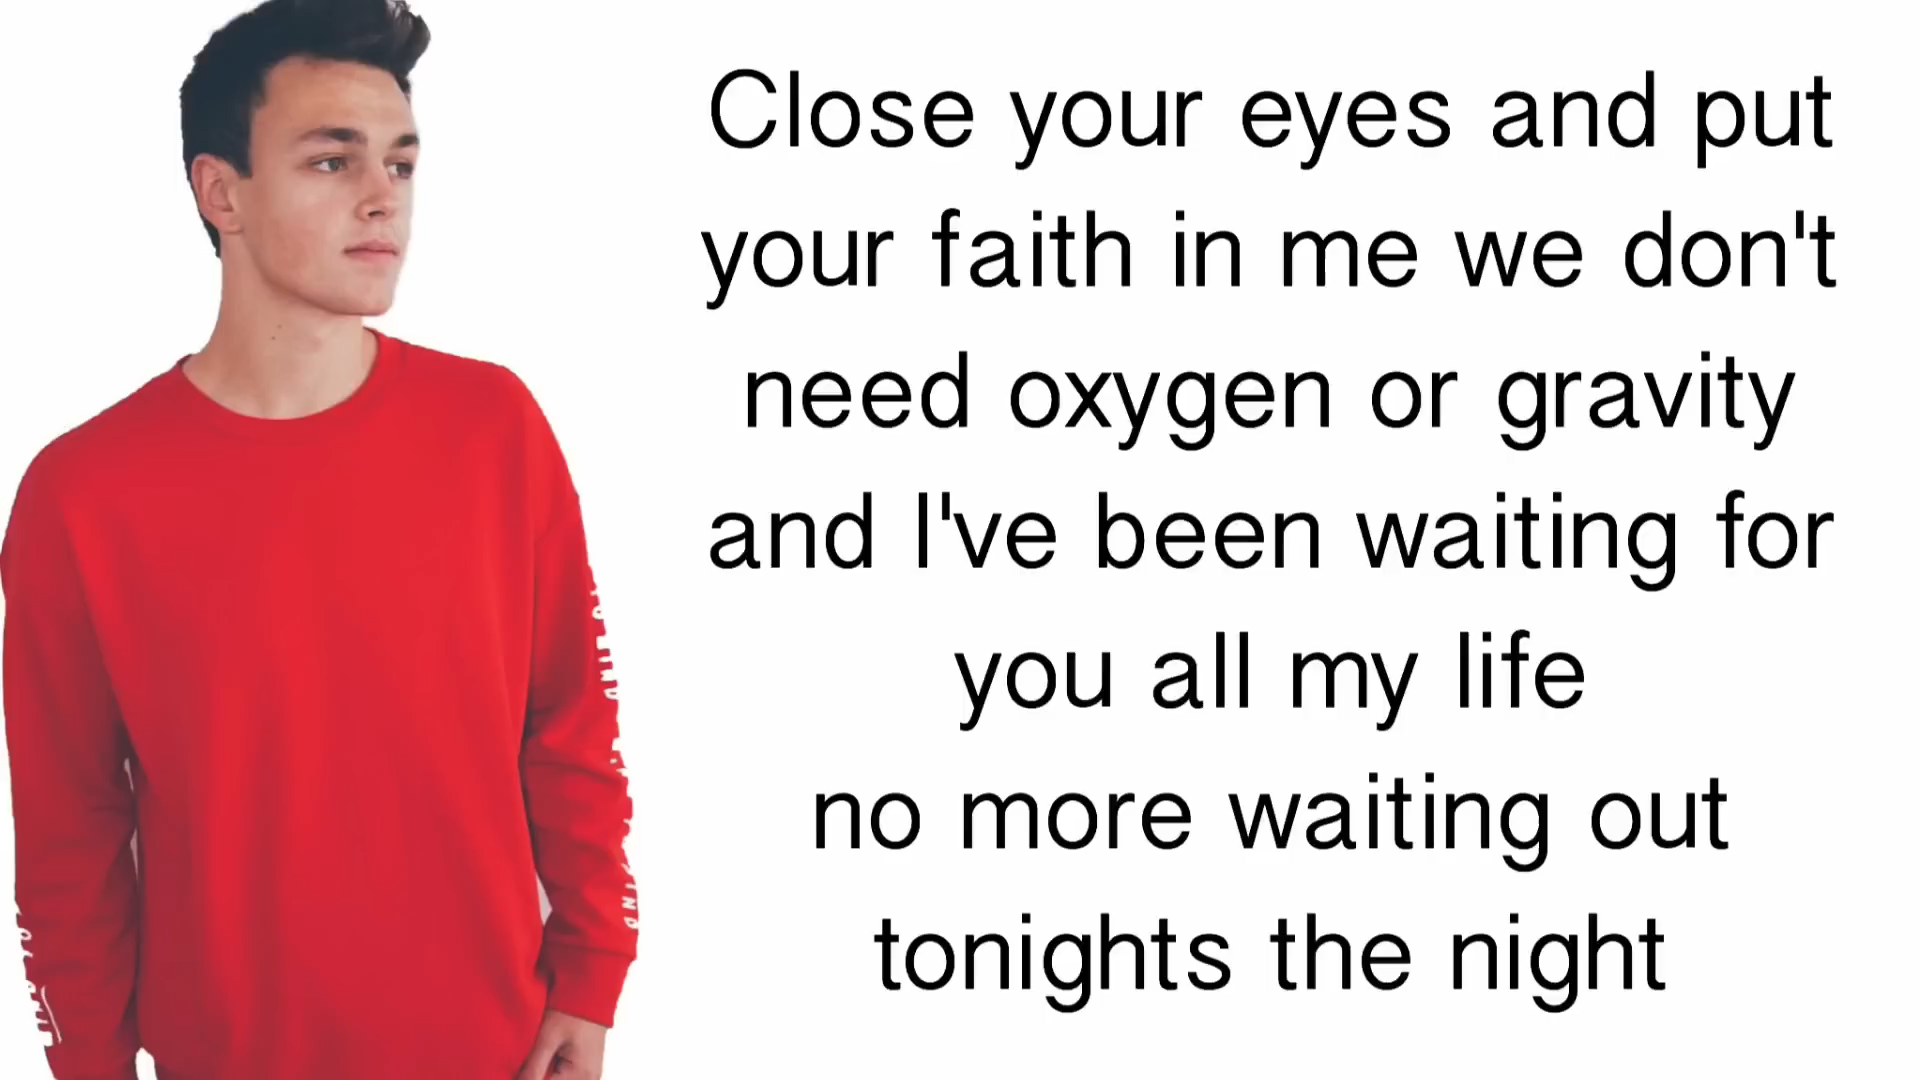 Close your eyes and put
your faith in me we don't
need oxygen or gravity
and I've been waiting for
you all my life
no more waiting out
tonights the night